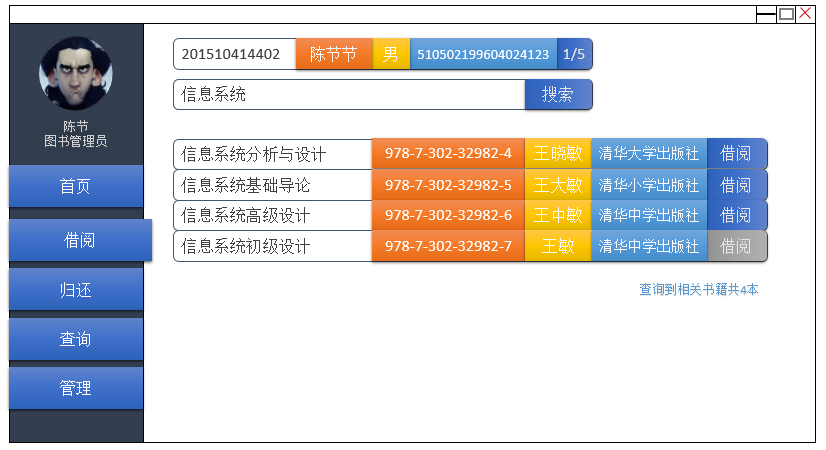 陈节
图书管理员
首页
借阅
归还
查询
管理
201510414402 陈节节 男 510502199604024123 1/5
信息系统 搜索
信息系统分析与设计 978-7-302-32982-4 王晓敏 清华大学出版社 借阅
信息系统基础导论 978-7-302-32982-5 王大敏 清华小学出版社 借阅
信息系统高级设计 978-7-302-32982-6 王中敏 清华中学出版社 借阅
信息系统初级设计 978-7-302-32982-7 王敏 清华中学出版社 借阅
查询到相关书籍共4本